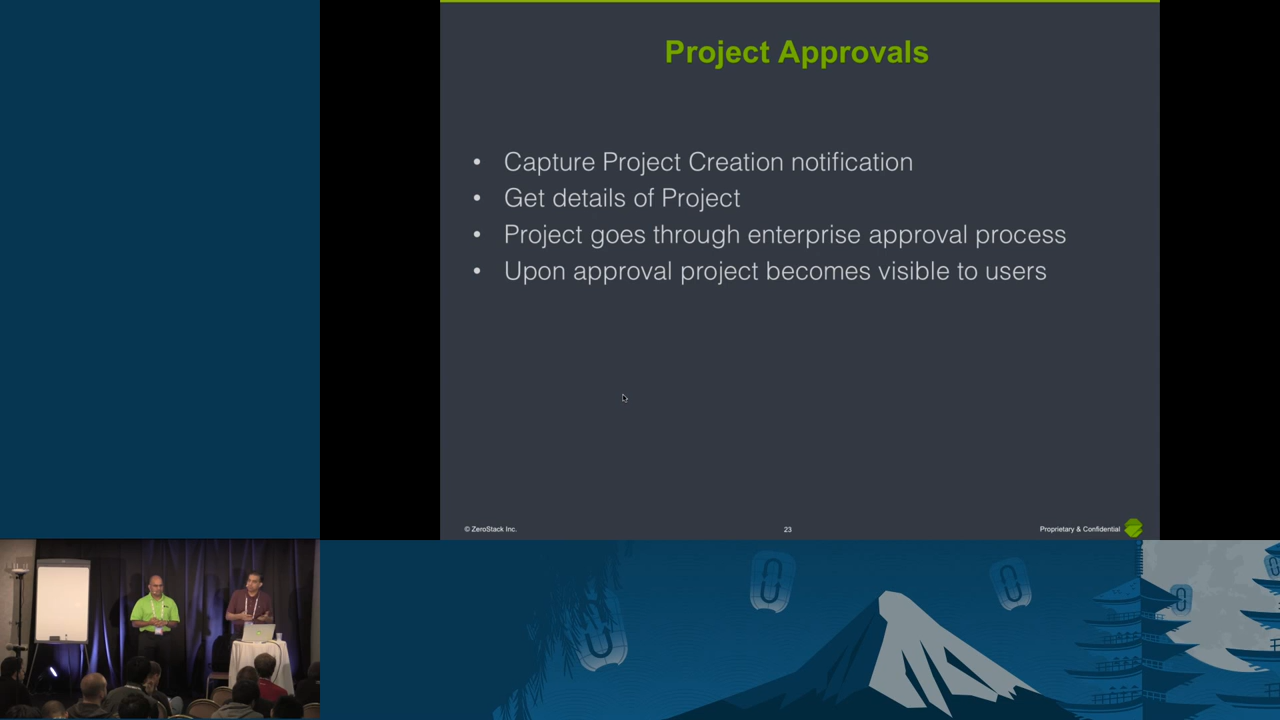 Project Approvals
• Capture Project Creation notification
• Get details of Project
• Project goes through enterprise approval process
• Upon approval project becomes visible to users
© ZeroStack Inc.
23
Proprietary & Confidential